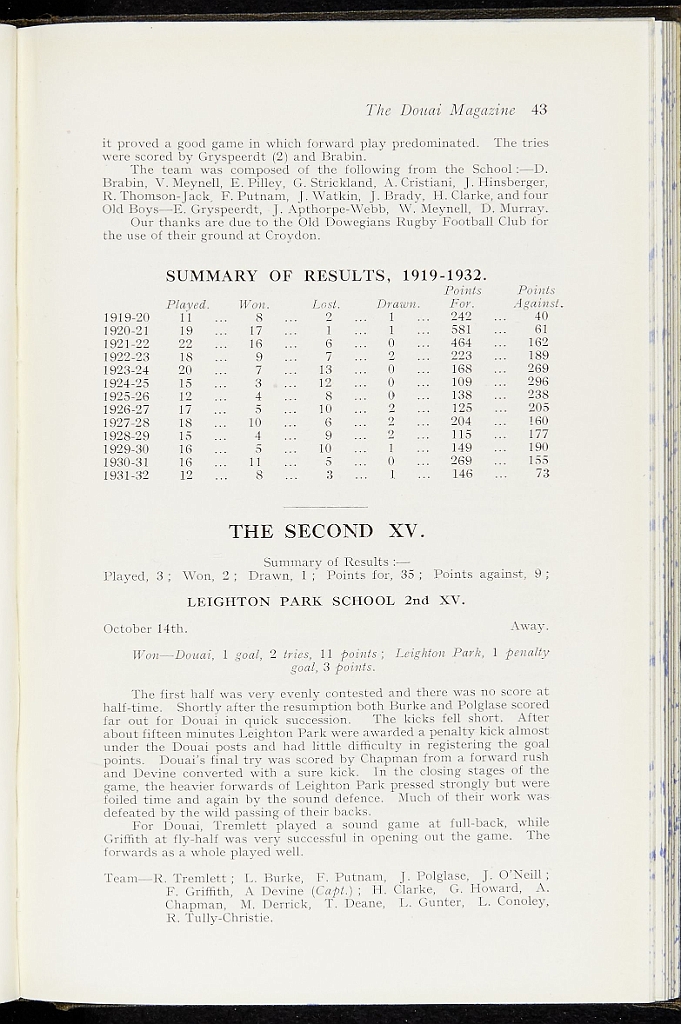 The Douai Magazine 43
it proved a good game in which forward play predominated. The tries
were scored by Gryspeerdt (2) and Brabin.
The team was composed of the following from the School :—D.
Brabin, V. Meynell, E. Pilley, G. Strickland, A. Cristiani, J. Hinsberger,
R. Thomson-Jack, F. Putnam, J. Watkin, J. Brady, H. Clarke, and four
Old Boys—E. Gryspeerdt, J. Apthorpe-Webb, W. Meynell, D. Murray.
Our thanks are due to the Old Dowegians Rugby Football Club for
the use of their ground at Croydon.
SUMMARY OF RESULTS, 1919-1932.
Points Points
Played. Won. Lost. Drawn. For. Against.
1919-20 11 ... 8 ... 2 ... 1 ... 242 ... 40
1920-21 19 ... 17 ... 1 ... 1 ... 581 ... 61
1921-22 22 ... 16 ... 6 ... 0 ... 464 ... 162
1922-23 18 ... 9 ... 7 ... 2 ... 223 ... 189
1923-24 20 ... 7 ... 13 ... 0 ... 168 ... 269
1924-25 15 ... 3 ... 12 ... 0 ... 109 ... 296
1925-26 12 ... 4 ... 8 ... 0 ... 138 ... 238
1926-27 17 ... 5 ... 10 ... 2 ... 125 ... 205
1927-28 18 ... 10 ... 6 ... 2 ... 204 ... 160
1928-29 15 ... 4 ... 9 ... 2 ... 115 ... 177
1929-30 16 ... 5 ... 10 ... 1 ... 149 ... 190
1930-31 16 ... 11 ... 5 ... 0 ... 269 ... 155
1931-32 12 ... 8 ... 3 ... 1 ... 146 ... 73
THE SECOND XV.
Summary of Results :—
Played, 3 ; Won, 2 ; Drawn, 1 ; Points for, 35 ; Points against, 9 ;
LEIGHTON PARK SCHOOL 2nd XV.
October 14th. Away.
Won—Douai, 1 goal, 2 tries, 11 points ; Leighton Park, 1 penalty
goal, 3 points.
The first half was very evenly contested and there was no score at
half-time. Shortly after the resumption both Burke and Polglase scored
far out for Douai in quick succession. The kicks fell short. After
about fifteen minutes Leighton Park were awarded a penalty kick almost
under the Douai posts and had little difficulty in registering the goal
points. Douai's final try was scored by Chapman from a forward rush
and Devine converted with a sure kick. In the closing stages of the
game, the heavier forwards of Leighton Park pressed strongly but were
foiled time and again by the sound defence. Much of their work was
defeated by the wild passing of their backs.
For Douai, Tremlett played a sound game at full-back, while
Griffith at fly-half was very successful in opening out the game. The
forwards as a whole played well.
Team—R. Tremlett ; L. Burke, F. Putnam, J. Polglase, J. O'Neill ;
F. Griffith, A Devine (Capt.) ; H. Clarke, G. Howard, A.
Chapman, M. Derrick, T. Deane, L. Gunter, L. Conoley,
R. Tully-Christie.